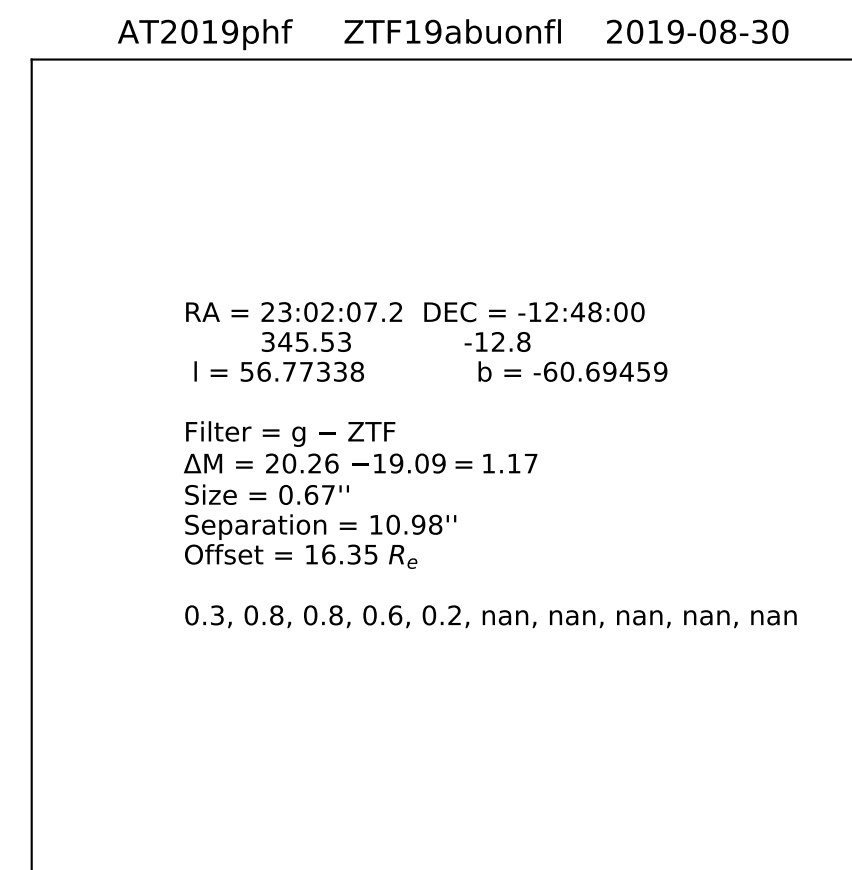 AT2019phf ZTF19abuonfl 2019-08-30
RA = 23:02:07.2 DEC = -12:48:00
345.53 -12.8
l = 56.77338 b = -60.69459
Filter = g − ZTF
ΔM = 20.26 −19.09 = 1.17
Size = 0.67''
Separation = 10.98''
Offset = 16.35 Rₑ
0.3, 0.8, 0.8, 0.6, 0.2, nan, nan, nan, nan, nan